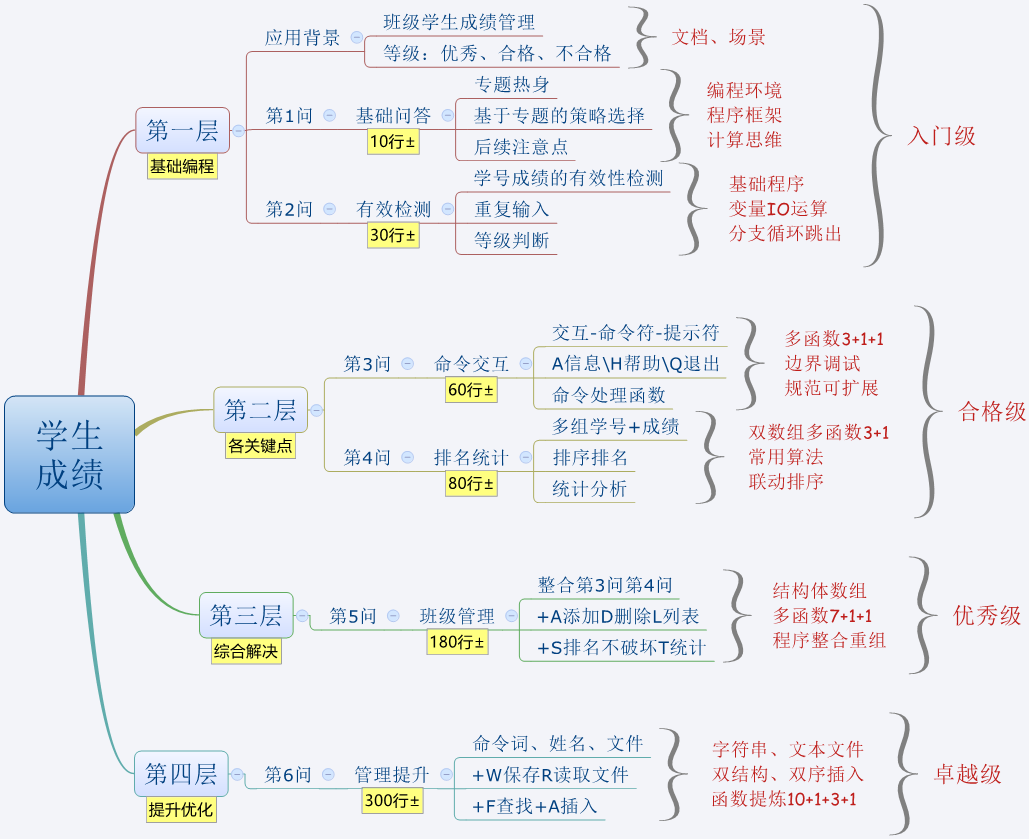 学生
成绩
第一层
基础编程
应用背景
班级学生成绩管理
等级：优秀、合格、不合格
文档、场景
第1问
基础问答
10行±
专题热身
基于专题的策略选择
后续注意点
编程环境
程序框架
计算思维
第2问
有效检测
30行±
学号成绩的有效性检测
重复输入
等级判断
基础程序
变量IO运算
分支循环跳出
入门级
第二层
各关键点
第3问
命令交互
60行±
交互-命令符-提示符
A信息\H帮助\Q退出
命令处理函数
多函数3+1+1
边界调试
规范可扩展
第4问
排名统计
80行±
多组学号+成绩
排序排名
统计分析
双数组多函数3+1
常用算法
联动排序
合格级
第三层
综合解决
第5问
班级管理
180行±
整合第3问第4问
+A添加D删除L列表
+S排名不破坏T统计
结构体数组
多函数7+1+1
程序整合重组
优秀级
第四层
提升优化
第6问
管理提升
300行±
命令词、姓名、文件
+W保存R读取文件
+F查找+A插入
字符串、文本文件
双结构、双序插入
函数提炼10+1+3+1
卓越级